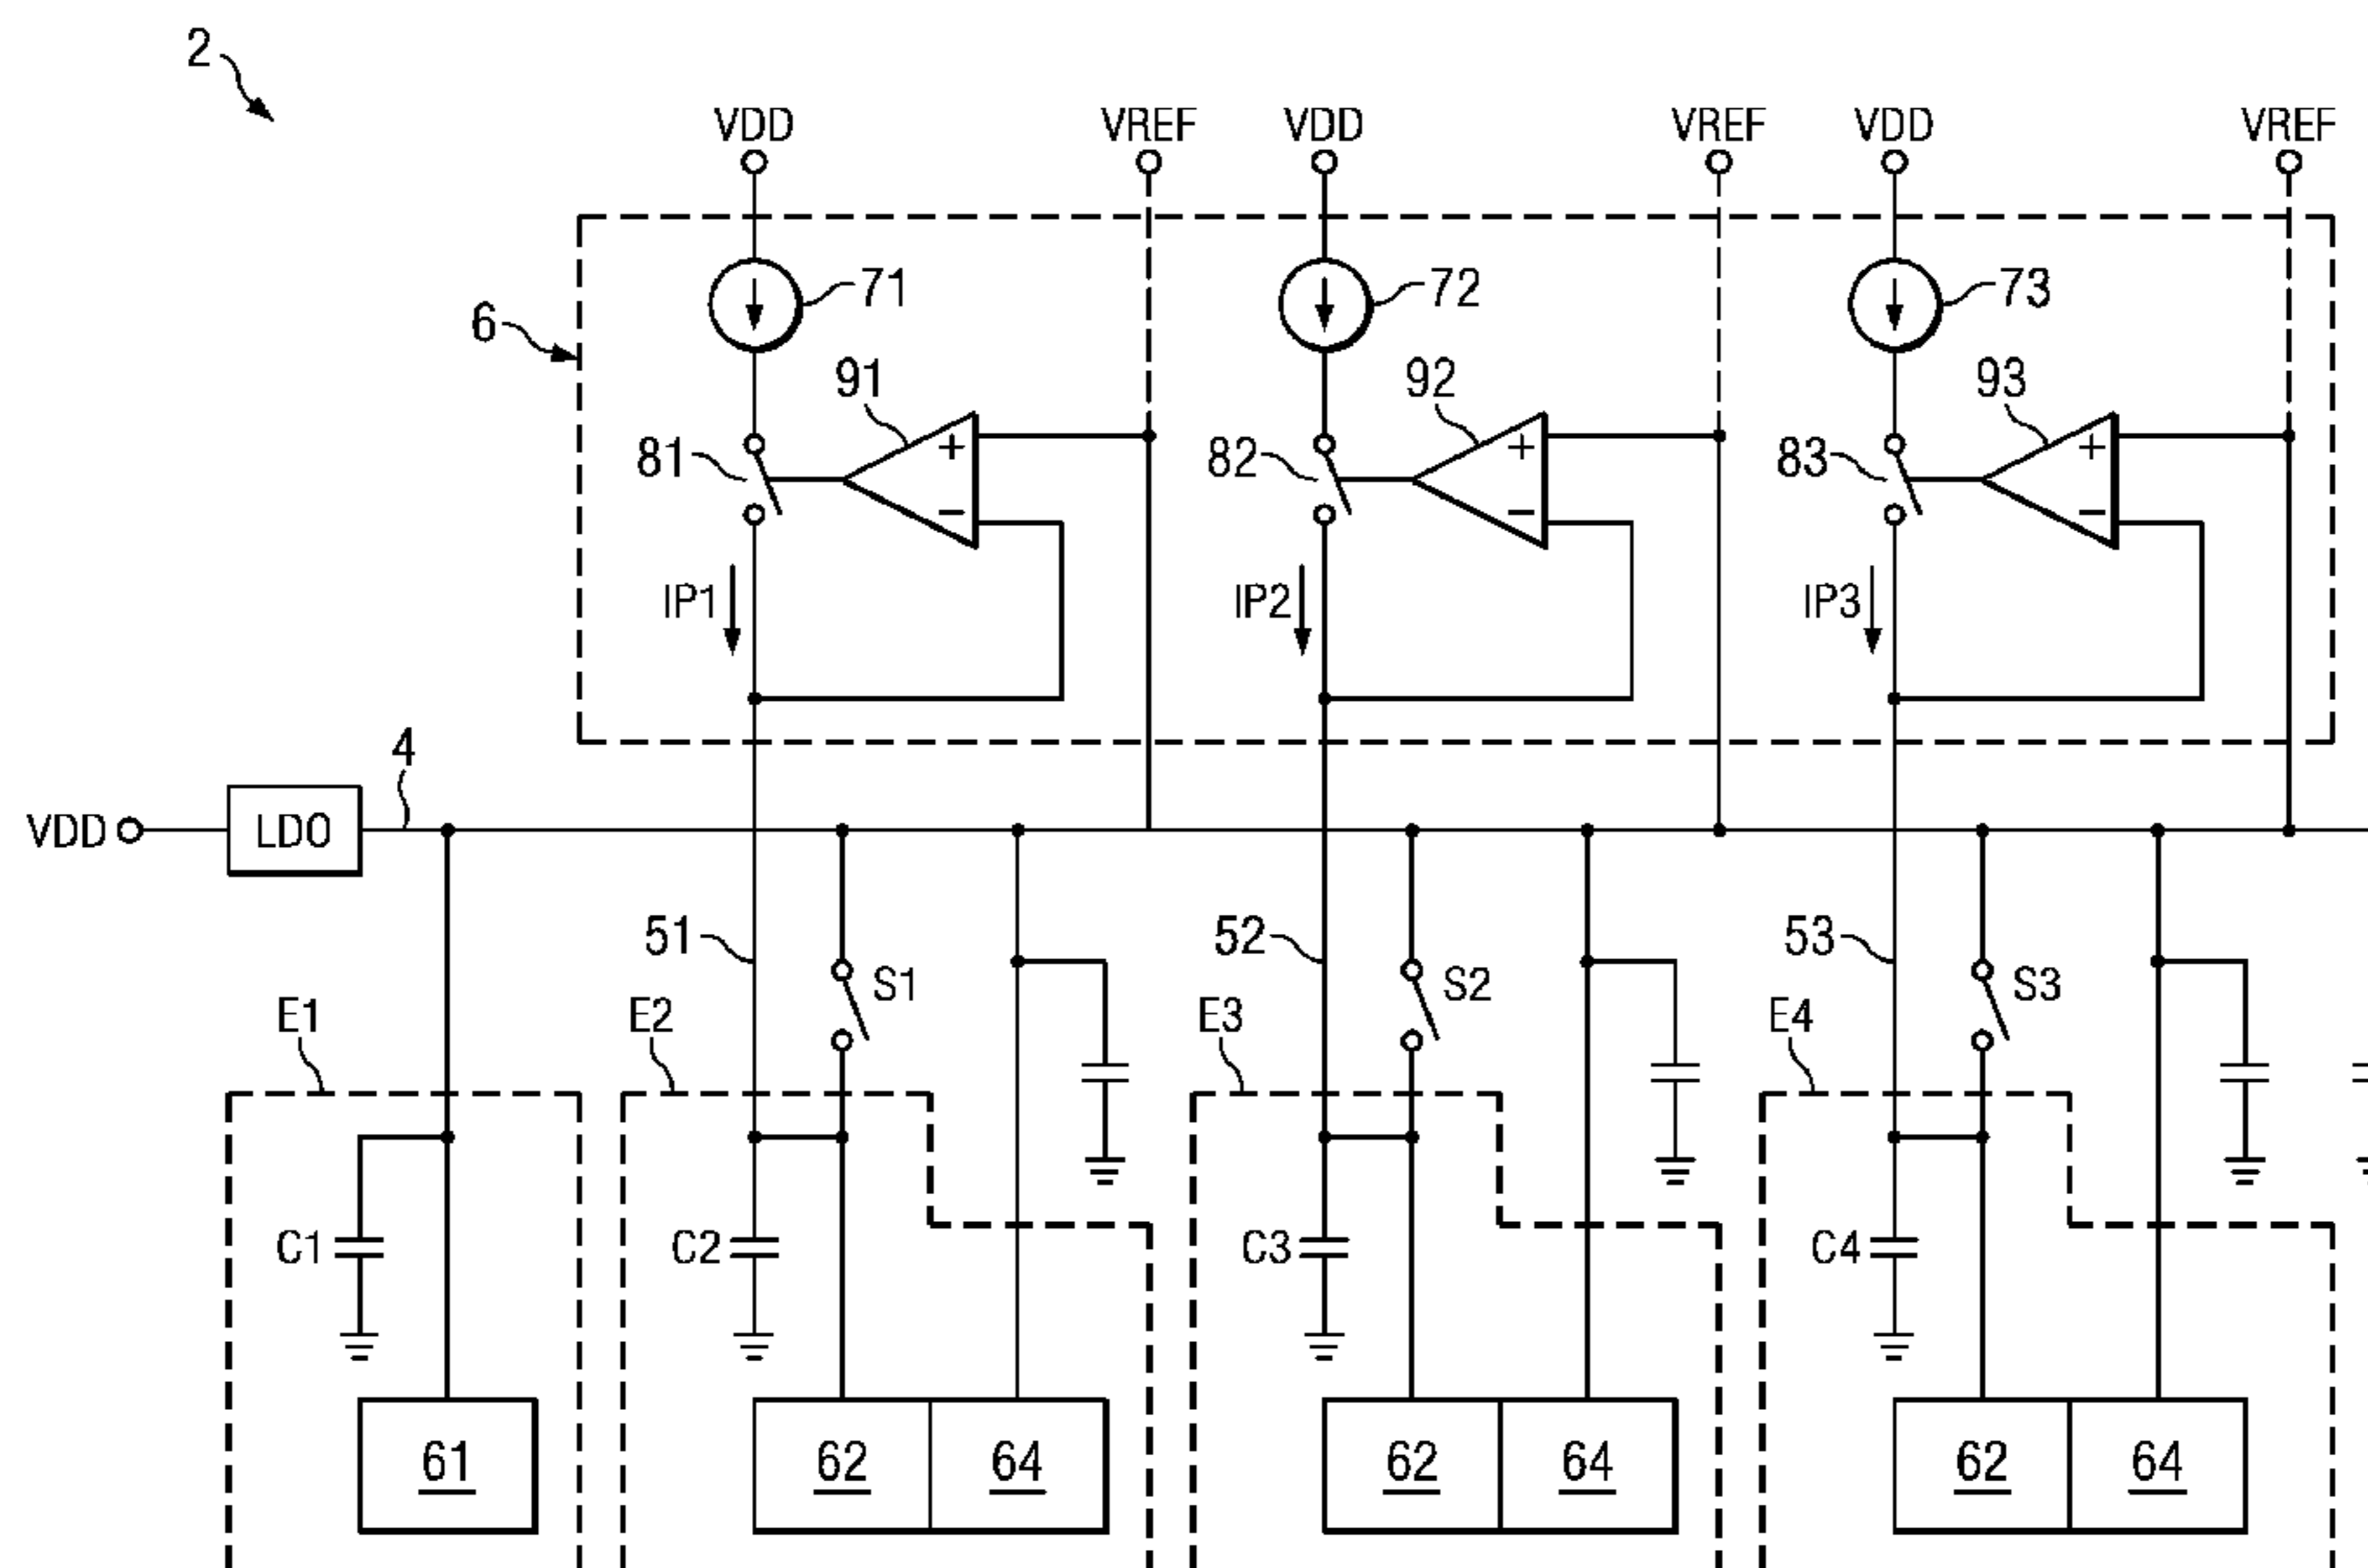 2
VDD VREF VDD VREF VDD VREF
71 72 73
6
91 92 93
+ + +
81 82 83
− − −
IP1 IP2 IP3
4
VDD LDO
51 52 53
S1 S2 S3
E1 E2 E3 E4
C1 C2 C3 C4
61 62 64 62 64 62 64